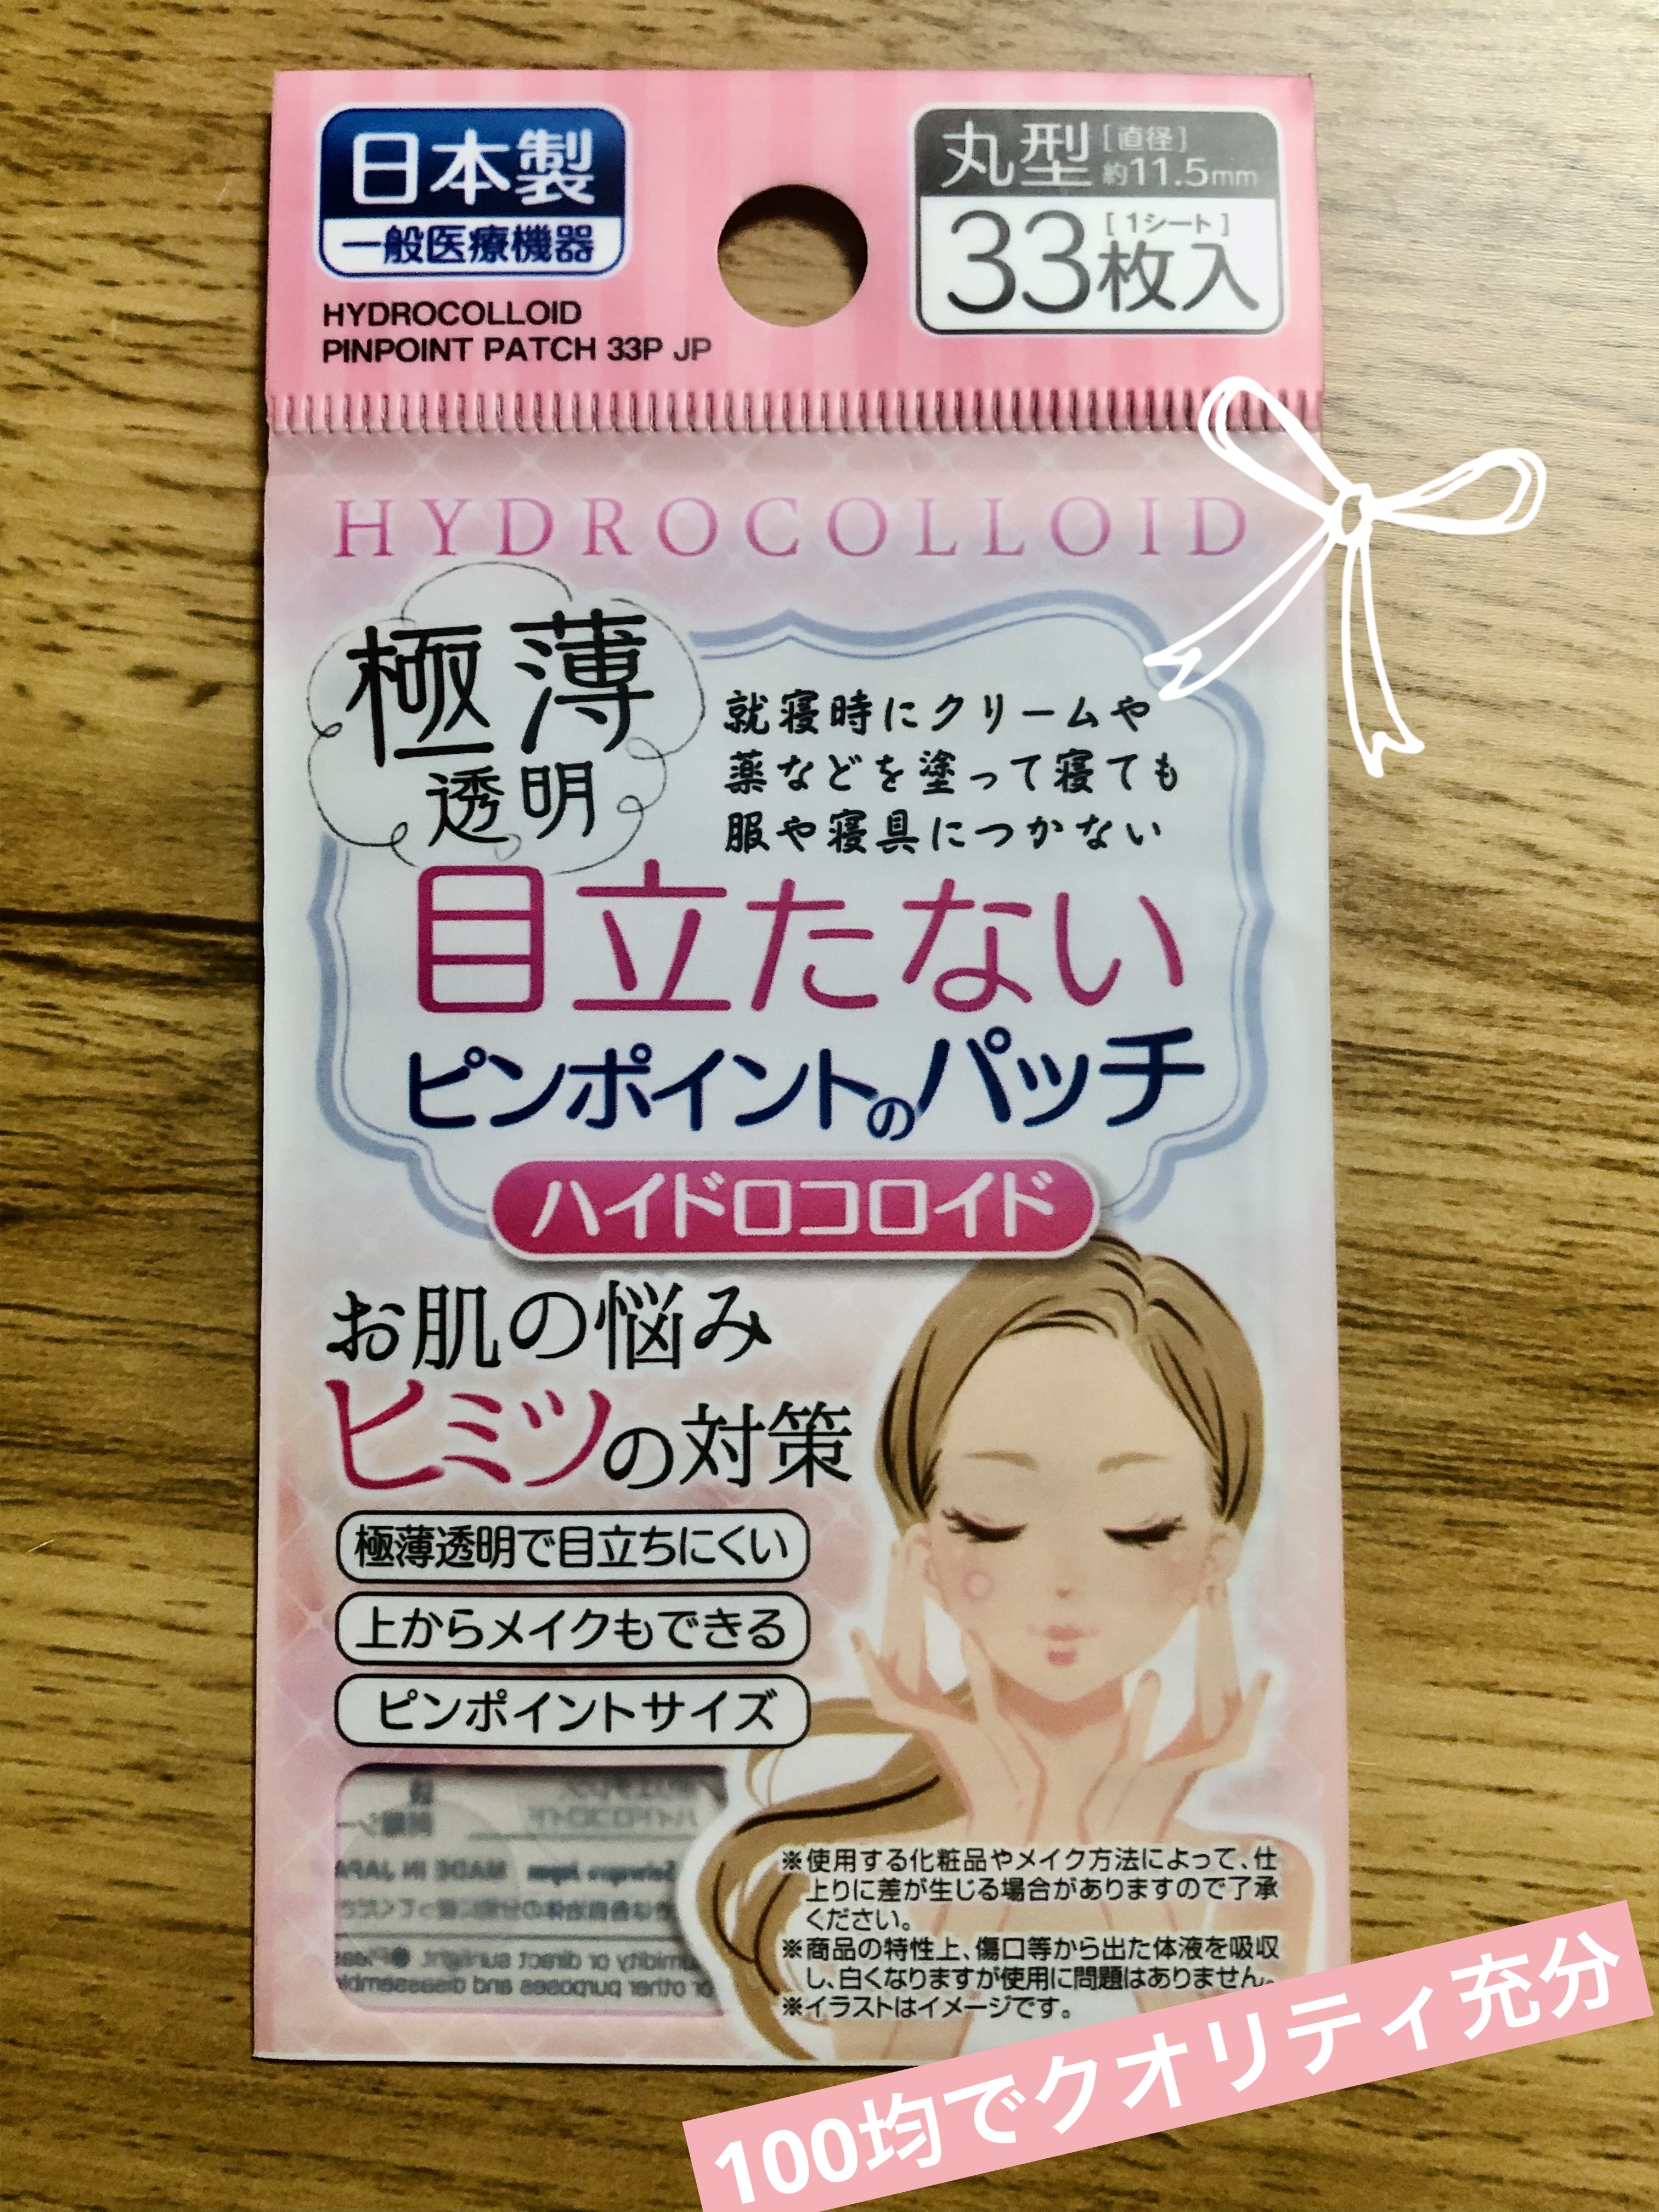 日本製
一般医療機器
HYDROCOLLOID
PINPOINT PATCH 33P JP
丸型 [直径] 約11.5mm
33枚入 [1シート]
HYDROCOLLOID
極薄
透明
就寝時にクリームや
薬などを塗って寝ても
服や寝具につかない
目立たない
ピンポイントのパッチ
ハイドロコロイド
お肌の悩み
ヒミツの対策
極薄透明で目立ちにくい
上からメイクもできる
ピンポイントサイズ
※使用する化粧品やメイク方法によって、仕
上りに差が生じる場合がありますので了承
ください。
※商品の特性上、傷口等から出た体液を吸収
し、白くなりますが使用に問題はありません。
※イラストはイメージです。
100均でクオリティ充分